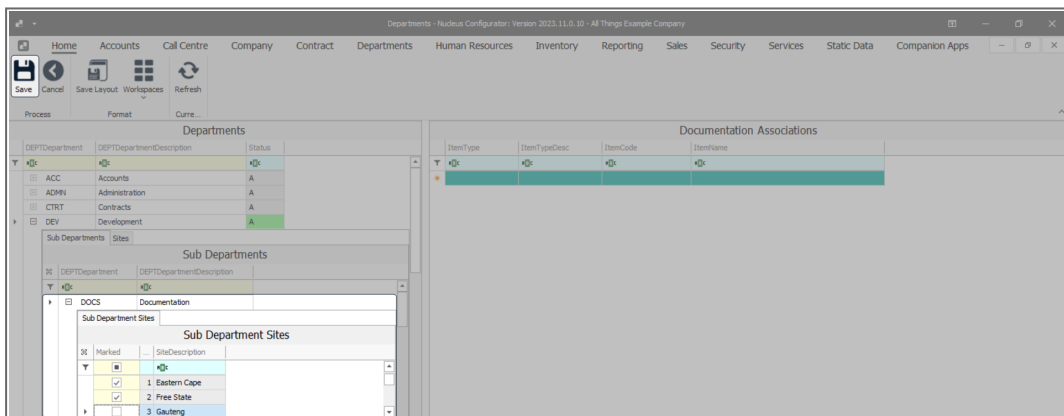 Departments - Nucleus Configurator: Version 2023.11.0.10 - All Things Example Company
Home Accounts Call Centre Company Contract Departments Human Resources Inventory Reporting Sales Security Services Static Data Companion Apps
Save Cancel Save Layout Workspaces Refresh
Process Format Curre...
Departments
DEPTDepartment DEPTDepartmentDescription Status
ACC Accounts A
ADMN Administration A
CTRT Contracts A
DEV Development A
Sub Departments Sites
Sub Departments
DEPTDepartment DEPTDepartmentDescription
DOCS Documentation
Sub Department Sites
Sub Department Sites
Marked ... SiteDescription
1 Eastern Cape
2 Free State
3 Gauteng
Documentation Associations
ItemType ItemTypeDesc ItemCode ItemName